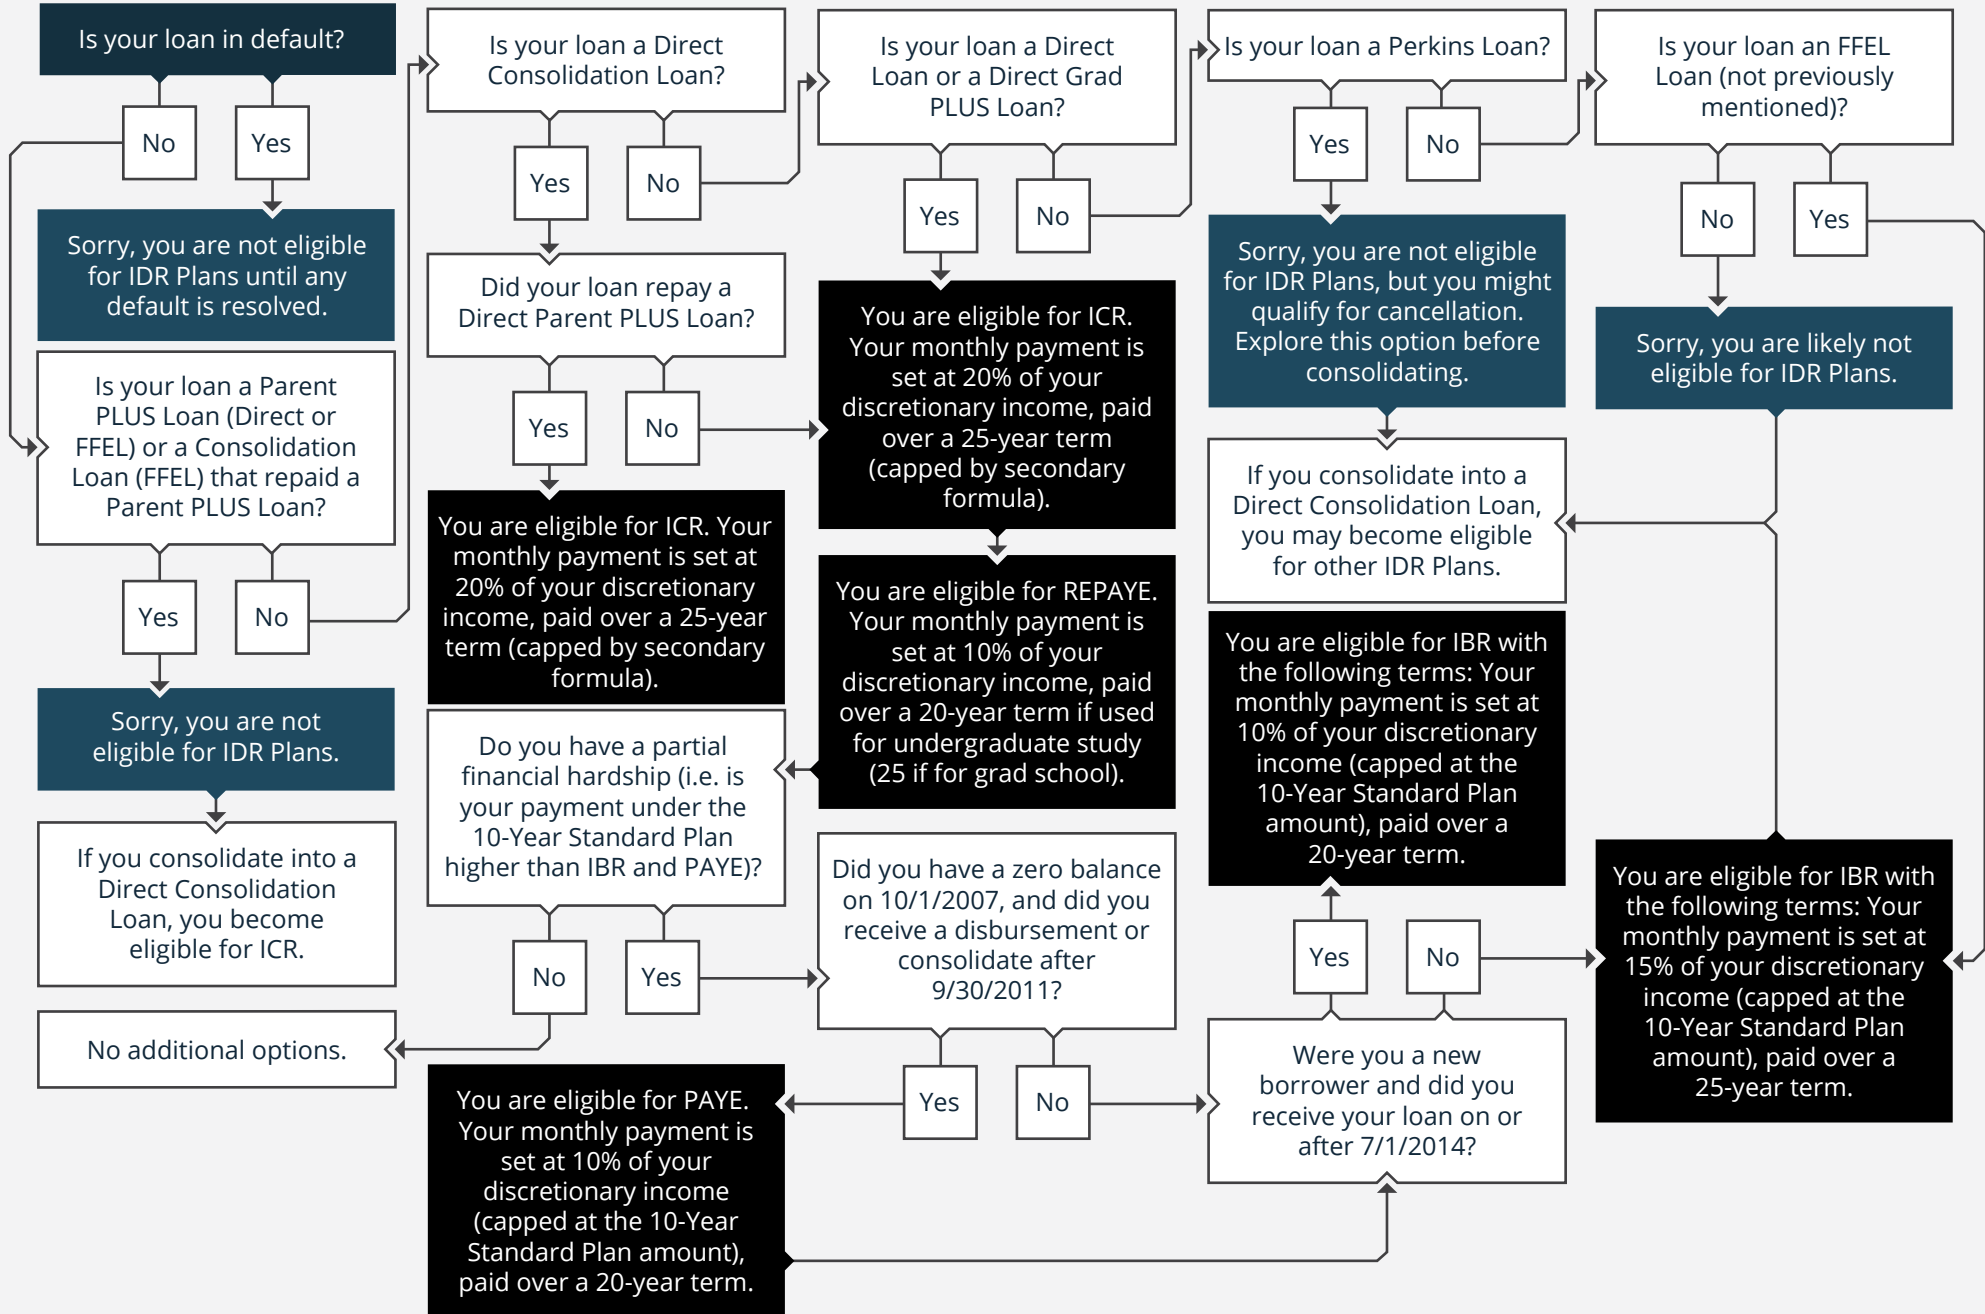 Is your loan in default?
No
Yes
Sorry, you are not eligible
for IDR Plans until any
default is resolved.
Is your loan a Parent
PLUS Loan (Direct or
FFEL) or a Consolidation
Loan (FFEL) that repaid a
Parent PLUS Loan?
Yes
No
Sorry, you are not
eligible for IDR Plans.
If you consolidate into a
Direct Consolidation
Loan, you become
eligible for ICR.
No additional options.
Is your loan a Direct
Consolidation Loan?
Yes
No
Did your loan repay a
Direct Parent PLUS Loan?
Yes
No
You are eligible for ICR. Your
monthly payment is set at
20% of your discretionary
income, paid over a 25-year
term (capped by secondary
formula).
Do you have a partial
financial hardship (i.e. is
your payment under the
10-Year Standard Plan
higher than IBR and PAYE)?
No
Yes
You are eligible for PAYE.
Your monthly payment is
set at 10% of your
discretionary income
(capped at the 10-Year
Standard Plan amount),
paid over a 20-year term.
Is your loan a Direct
Loan or a Direct Grad
PLUS Loan?
Yes
No
You are eligible for ICR.
Your monthly payment is
set at 20% of your
discretionary income, paid
over a 25-year term
(capped by secondary
formula).
You are eligible for REPAYE.
Your monthly payment is
set at 10% of your
discretionary income, paid
over a 20-year term if used
for undergraduate study
(25 if for grad school).
Did you have a zero balance
on 10/1/2007, and did you
receive a disbursement or
consolidate after
9/30/2011?
Yes
No
Is your loan a Perkins Loan?
Yes
No
Sorry, you are not eligible
for IDR Plans, but you might
qualify for cancellation.
Explore this option before
consolidating.
If you consolidate into a
Direct Consolidation Loan,
you may become eligible
for other IDR Plans.
You are eligible for IBR with
the following terms: Your
monthly payment is set at
10% of your discretionary
income (capped at the
10-Year Standard Plan
amount), paid over a
20-year term.
Yes
No
Were you a new
borrower and did you
receive your loan on or
after 7/1/2014?
Is your loan an FFEL
Loan (not previously
mentioned)?
No
Yes
Sorry, you are likely not
eligible for IDR Plans.
You are eligible for IBR with
the following terms: Your
monthly payment is set at
15% of your discretionary
income (capped at the
10-Year Standard Plan
amount), paid over a
25-year term.